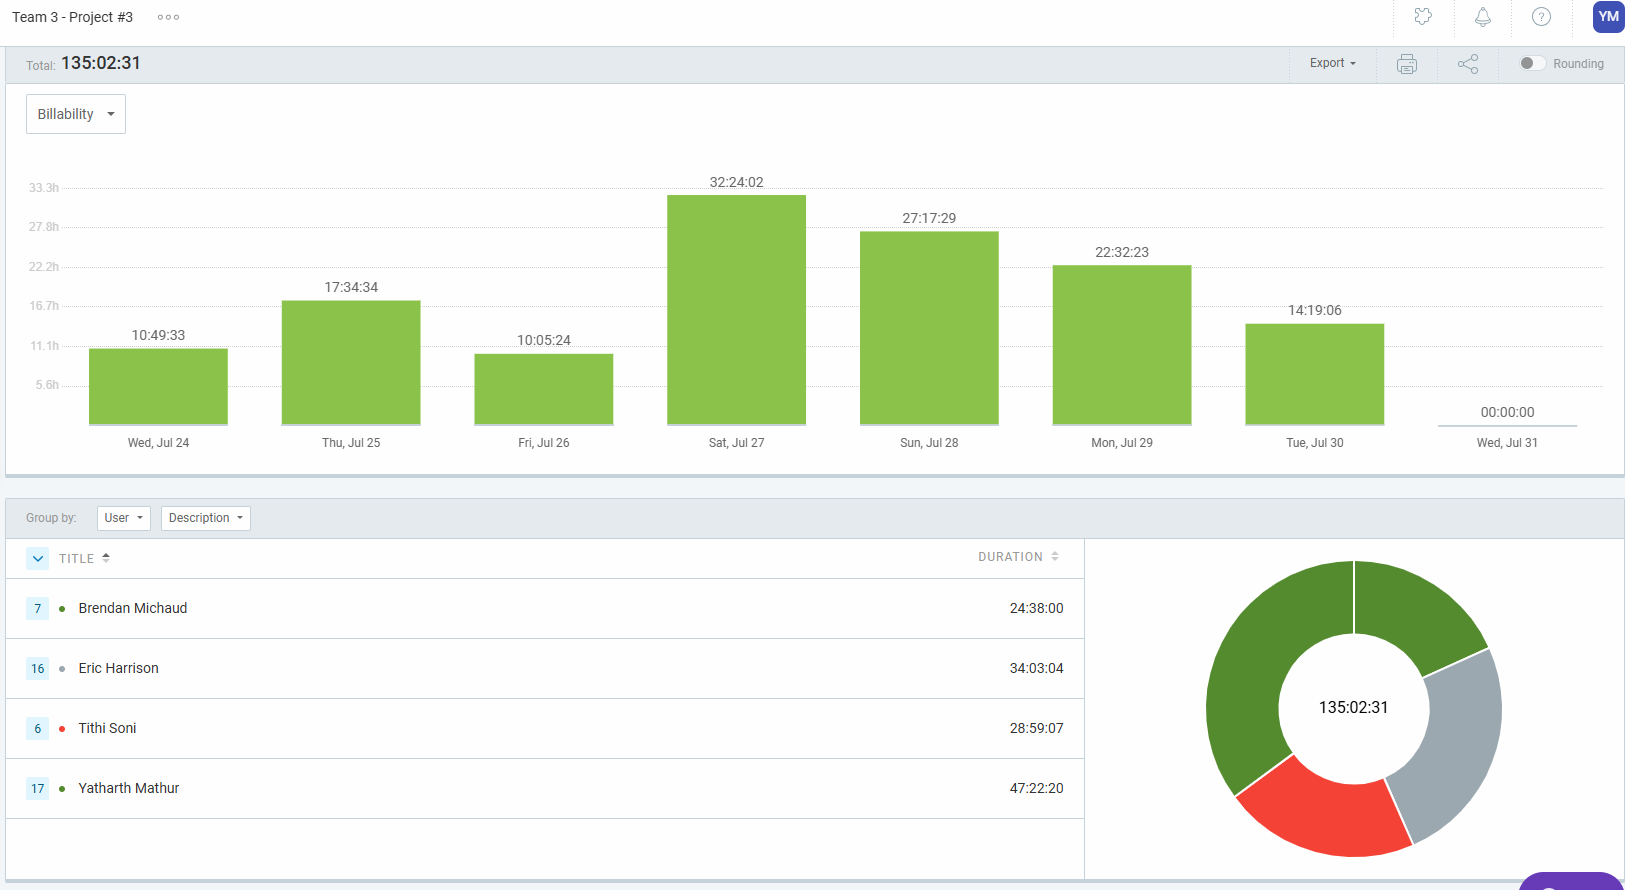 Team 3 - Project #3
YM
Total: 135:02:31
Export
Rounding
Billability
33.3h
27.8h
22.2h
16.7h
11.1h
5.6h
10:49:33
17:34:34
10:05:24
32:24:02
27:17:29
22:32:23
14:19:06
00:00:00
Wed, Jul 24
Thu, Jul 25
Fri, Jul 26
Sat, Jul 27
Sun, Jul 28
Mon, Jul 29
Tue, Jul 30
Wed, Jul 31
Group by: User Description
TITLE DURATION
7 Brendan Michaud 24:38:00
16 Eric Harrison 34:03:04
6 Tithi Soni 28:59:07
17 Yatharth Mathur 47:22:20
135:02:31